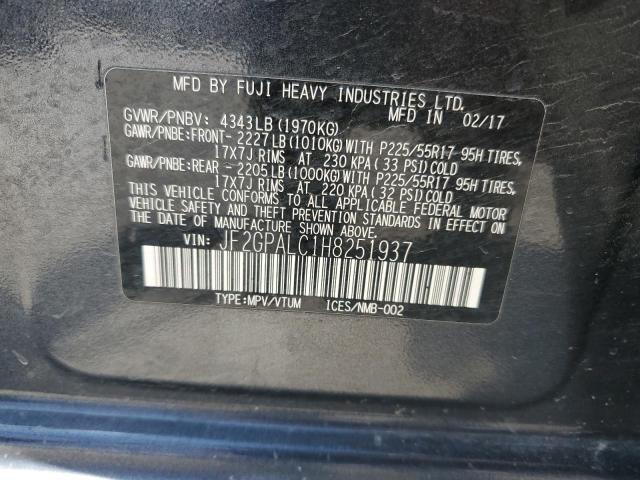 MFD BY FUJI HEAVY INDUSTRIES LTD.
MFD IN 02/17
GVWR/PNBV: 4343LB(1970KG)
GAWR/PNBE:FRONT-2227LB(1010KG)WITH P225/55R17 95H TIRES,
17X7J RIMS AT 230 KPA(33 PSI)COLD
GAWR/PNBE:REAR -2205LB(1000KG)WITH P225/55R17 95H TIRES,
17X7J RIMS AT 220 KPA(32 PSI)COLD
THIS VEHICLE CONFORMS TO ALL APPLICABLE FEDERAL MOTOR
VEHICLE SAFETY AND THEFT PREVENTION STANDARDS IN EFFECT ON
THE DATE OF MANUFACTURE SHOWN ABOVE.
VIN: JF2GPALC1H8251937
TYPE:MPV/VTUM ICES/NMB-002